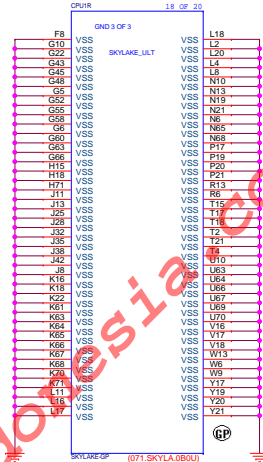 CPU1R 18 OF 20
GND 3 OF 3
SKYLAKE_ULT
F8 VSS VSS L18
G10 VSS VSS L2
G22 VSS VSS L20
G43 VSS VSS L4
G45 VSS VSS L8
G48 VSS VSS N10
G5 VSS VSS N13
G52 VSS VSS N19
G55 VSS VSS N21
G58 VSS VSS N6
G6 VSS VSS N65
G60 VSS VSS N68
G63 VSS VSS P17
G66 VSS VSS P19
H15 VSS VSS P20
H18 VSS VSS P21
H71 VSS VSS R13
J11 VSS VSS R6
J13 VSS VSS T15
J25 VSS VSS T17
J28 VSS VSS T18
J32 VSS VSS T2
J35 VSS VSS T21
J38 VSS VSS T4
J42 VSS VSS U10
J8 VSS VSS U63
K16 VSS VSS U64
K18 VSS VSS U66
K22 VSS VSS U67
K61 VSS VSS U69
K63 VSS VSS U70
K64 VSS VSS V16
K65 VSS VSS V17
K66 VSS VSS V18
K67 VSS VSS W13
K68 VSS VSS W6
K70 VSS VSS W9
K71 VSS VSS Y17
L11 VSS VSS Y19
L16 VSS VSS Y20
L17 VSS VSS Y21
GP
SKYLAKE-GP (071.SKYLA.0B0U)
donesia.co